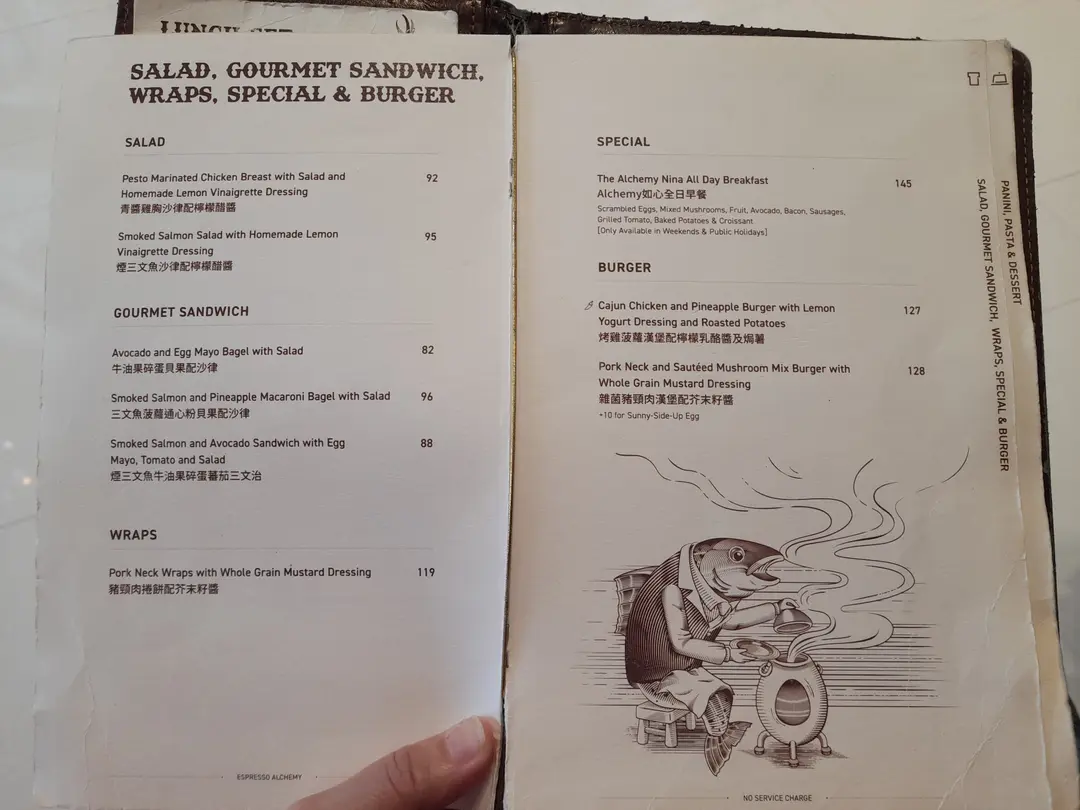 LUNCH SET
SALAD, GOURMET SANDWICH,
WRAPS, SPECIAL & BURGER
SALAD
Pesto Marinated Chicken Breast with Salad and 92
Homemade Lemon Vinaigrette Dressing
青醬雞胸沙律配檸檬醋醬
Smoked Salmon Salad with Homemade Lemon 95
Vinaigrette Dressing
煙三文魚沙律配檸檬醋醬
GOURMET SANDWICH
Avocado and Egg Mayo Bagel with Salad 82
牛油果碎蛋貝果配沙律
Smoked Salmon and Pineapple Macaroni Bagel with Salad 96
三文魚菠蘿通心粉貝果配沙律
Smoked Salmon and Avocado Sandwich with Egg 88
Mayo, Tomato and Salad
煙三文魚牛油果碎蛋蕃茄三文治
WRAPS
Pork Neck Wraps with Whole Grain Mustard Dressing 119
豬頸肉捲餅配芥末籽醬
ESPRESSO ALCHEMY
SPECIAL
The Alchemy Nina All Day Breakfast 145
Alchemy如心全日早餐
Scrambled Eggs, Mixed Mushrooms, Fruit, Avocado, Bacon, Sausages,
Grilled Tomato, Baked Potatoes & Croissant
[Only Available in Weekends & Public Holidays]
BURGER
Cajun Chicken and Pineapple Burger with Lemon 127
Yogurt Dressing and Roasted Potatoes
烤雞菠蘿漢堡配檸檬乳酪醬及焗薯
Pork Neck and Sautéed Mushroom Mix Burger with 128
Whole Grain Mustard Dressing
雜菌豬頸肉漢堡配芥末籽醬
+10 for Sunny-Side-Up Egg
NO SERVICE CHARGE
PANINI, PASTA & DESSERT
SALAD, GOURMET SANDWICH, WRAPS, SPECIAL & BURGER